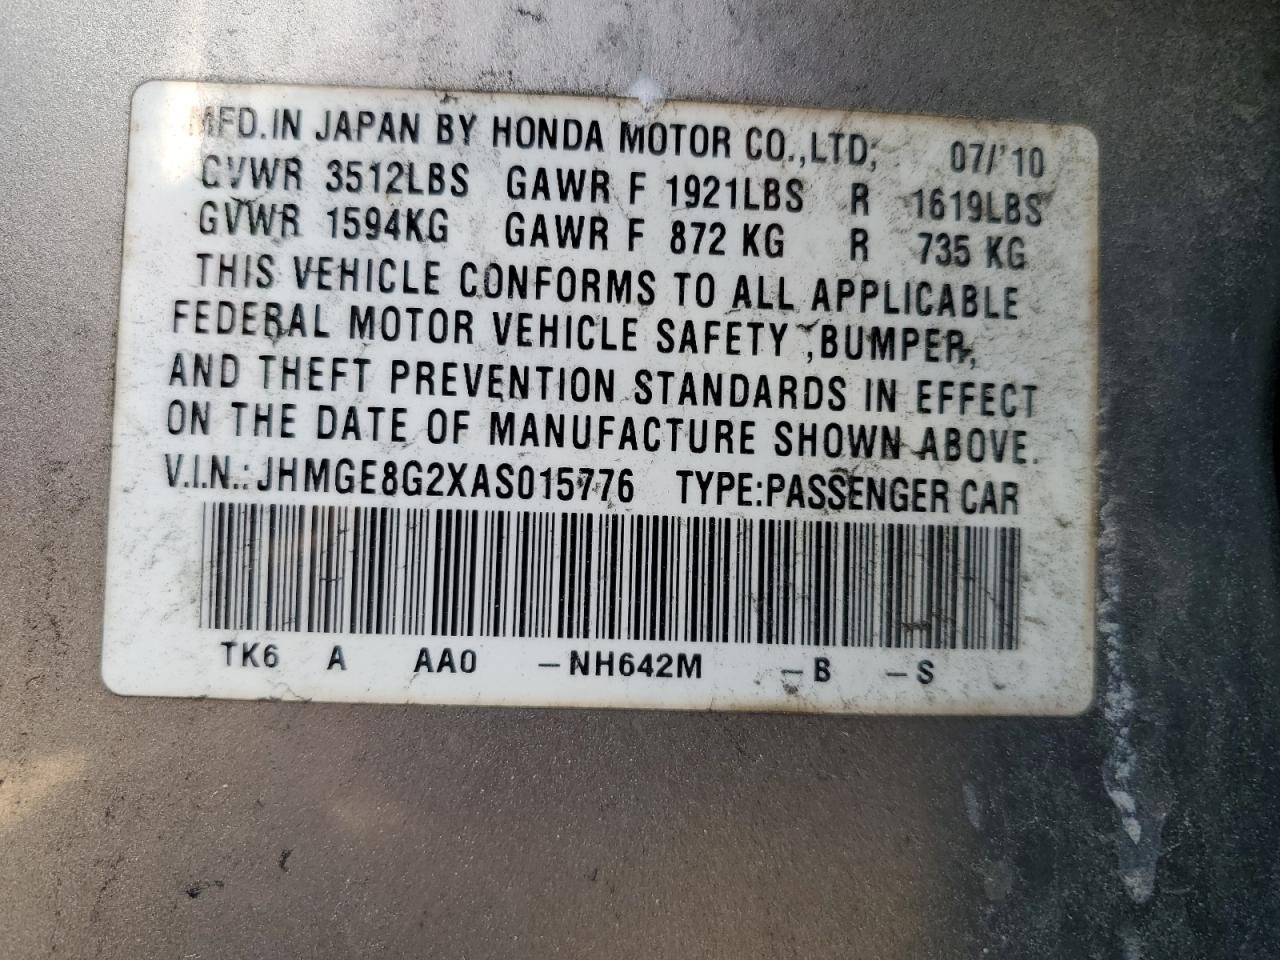 MFD.IN JAPAN BY HONDA MOTOR CO.,LTD; 07/'10
GVWR 3512LBS GAWR F 1921LBS R 1619LBS
GVWR 1594KG GAWR F 872 KG R 735 KG
THIS VEHICLE CONFORMS TO ALL APPLICABLE
FEDERAL MOTOR VEHICLE SAFETY ,BUMPER,
AND THEFT PREVENTION STANDARDS IN EFFECT
ON THE DATE OF MANUFACTURE SHOWN ABOVE.
V.I.N.: JHMGE8G2XAS015776 TYPE:PASSENGER CAR
TK6 A AA0 –NH642M –B –S